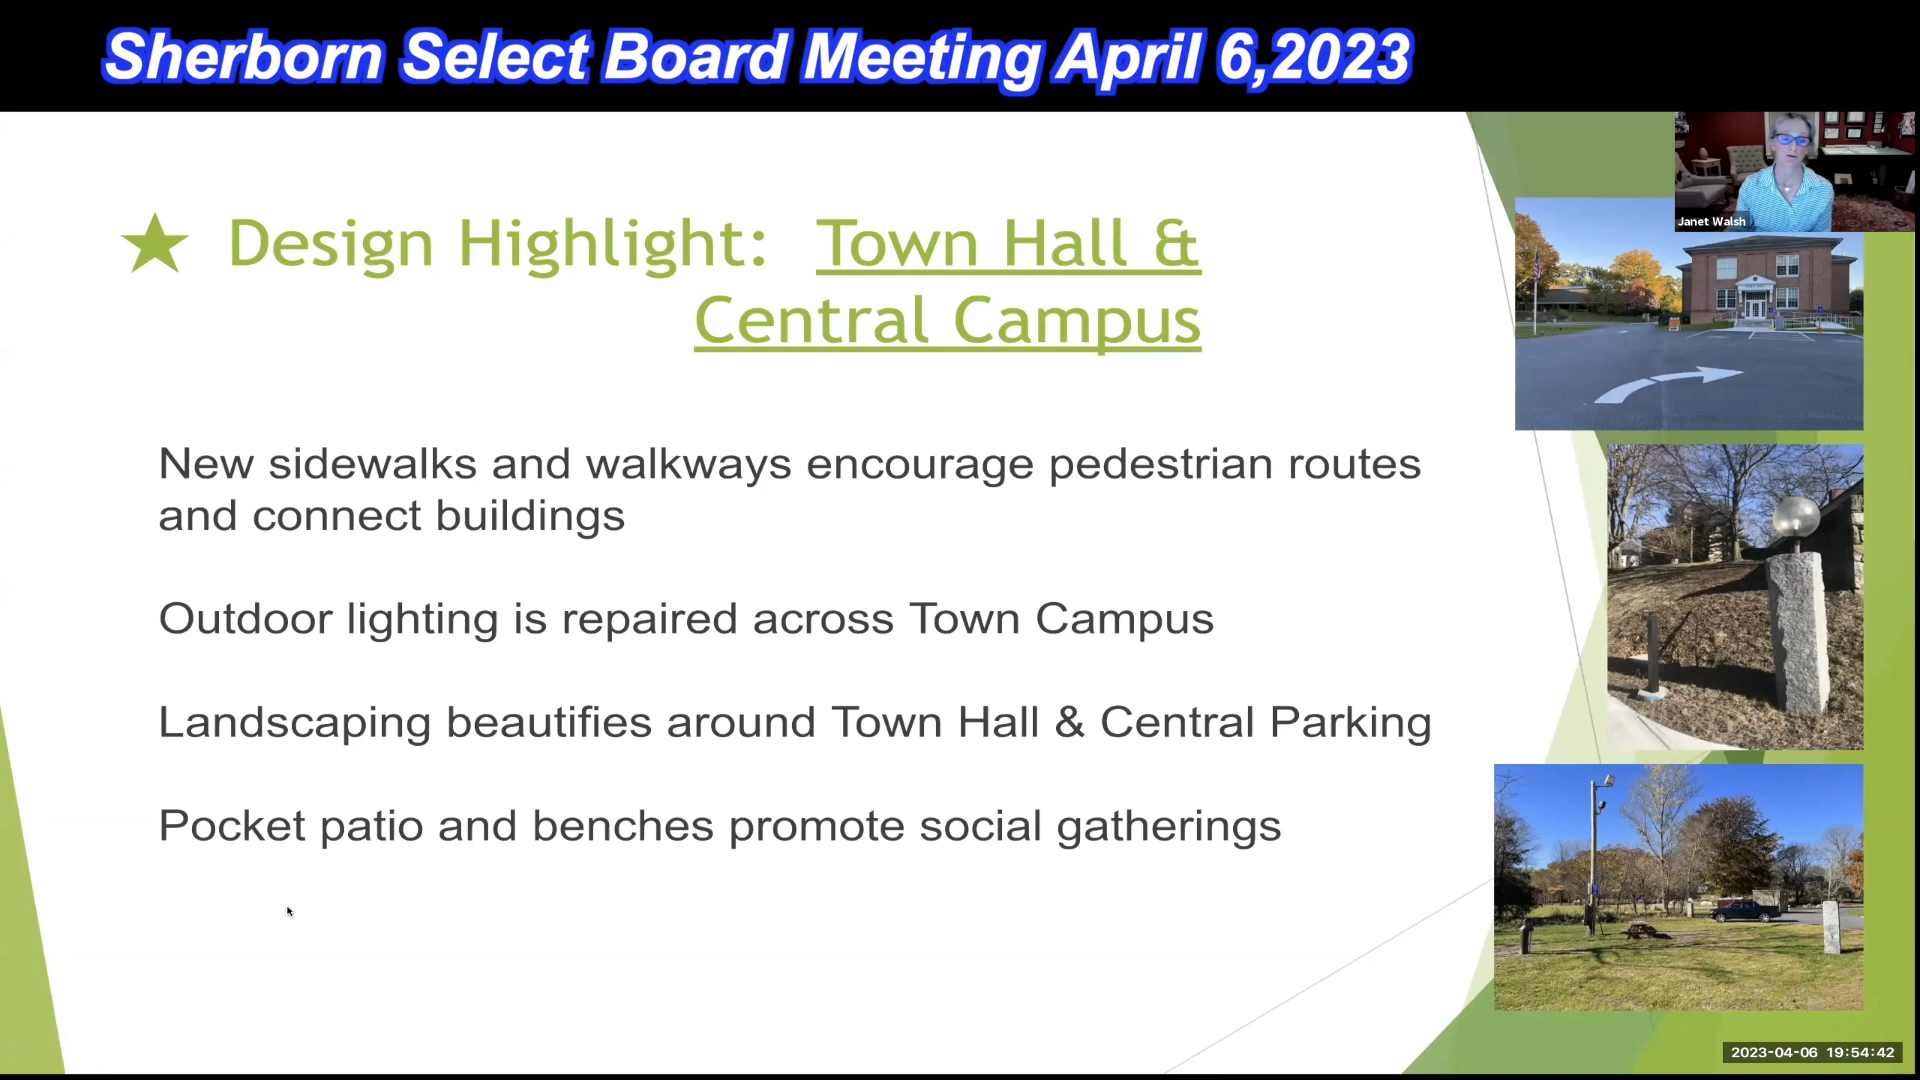 Sherborn Select Board Meeting April 6,2023
Janet Walsh
★ Design Highlight: Town Hall &
Central Campus
New sidewalks and walkways encourage pedestrian routes
and connect buildings
Outdoor lighting is repaired across Town Campus
Landscaping beautifies around Town Hall & Central Parking
Pocket patio and benches promote social gatherings
2023-04-06 19:54:42